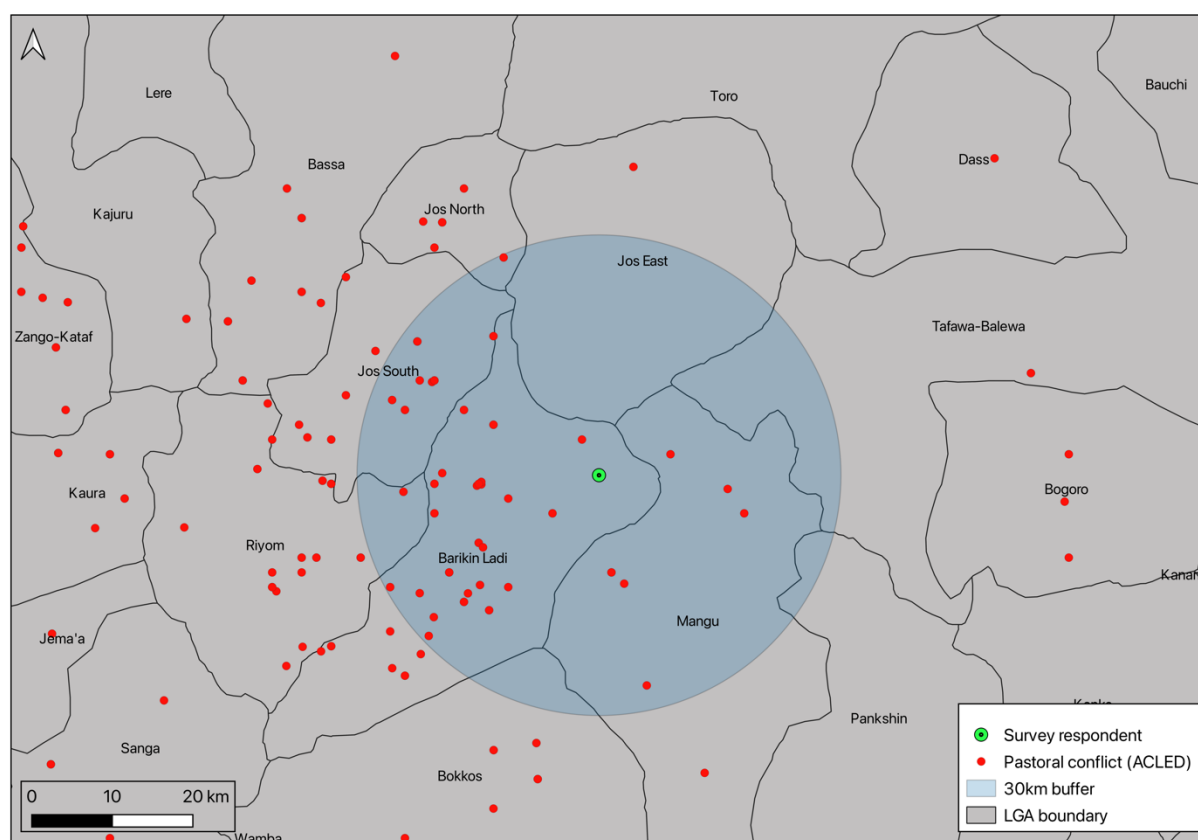 Bauchi
Lere
Toro
Dass
Bassa
Kajuru
Jos North
Jos East
Tafawa-Balewa
Zango-Kataf
Jos South
Kaura
Bogoro
Riyom
Barikin Ladi
Kanam
Mangu
Jema'a
Pankshin
Sanga
Bokkos
Wamba
0 10 20 km
Survey respondent
Pastoral conflict (ACLED)
30km buffer
LGA boundary